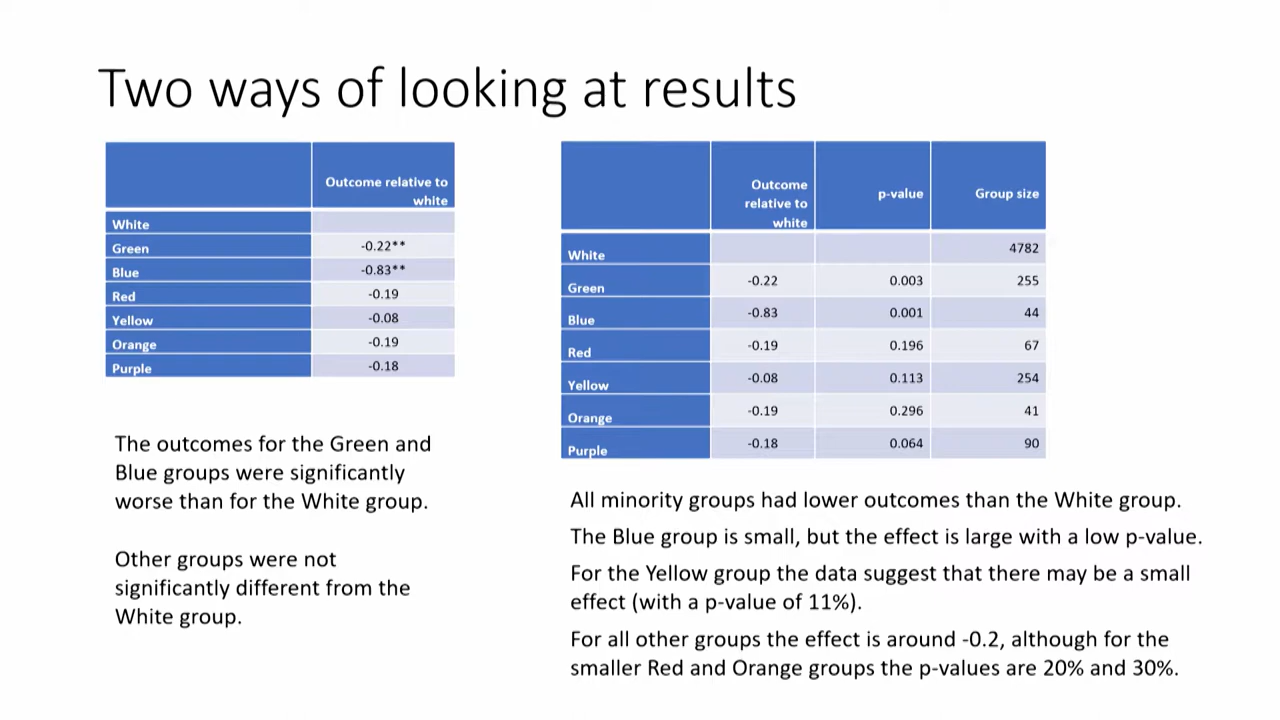 Two ways of looking at results
Outcome relative to
white
White
Green -0.22**
Blue -0.83**
Red -0.19
Yellow -0.08
Orange -0.19
Purple -0.18
The outcomes for the Green and
Blue groups were significantly
worse than for the White group.
Other groups were not
significantly different from the
White group.
Outcome
relative to
white
p-value
Group size
White 4782
Green -0.22 0.003 255
Blue -0.83 0.001 44
Red -0.19 0.196 67
Yellow -0.08 0.113 254
Orange -0.19 0.296 41
Purple -0.18 0.064 90
All minority groups had lower outcomes than the White group.
The Blue group is small, but the effect is large with a low p-value.
For the Yellow group the data suggest that there may be a small
effect (with a p-value of 11%).
For all other groups the effect is around -0.2, although for the
smaller Red and Orange groups the p-values are 20% and 30%.